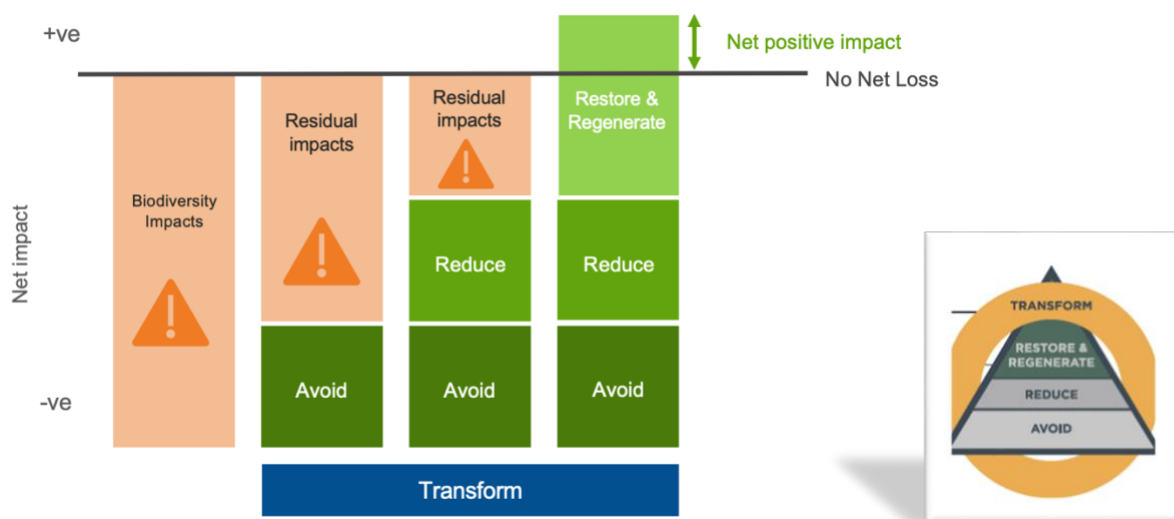 +ve
Net positive impact
No Net Loss
Net impact
-ve
Biodiversity
Impacts
Residual
impacts
Avoid
Residual
impacts
Reduce
Avoid
Restore &
Regenerate
Reduce
Avoid
Transform
TRANSFORM
RESTORE &
REGENERATE
REDUCE
AVOID